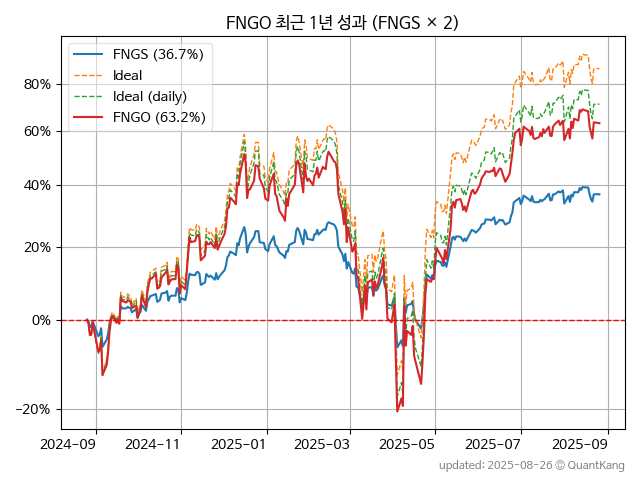 FNGO 최근 1년 성과 (FNGS × 2)
FNGS (36.7%)
Ideal
Ideal (daily)
FNGO (63.2%)
80%
60%
40%
20%
0%
−20%
2024−09 2024−11 2025−01 2025−03 2025−05 2025−07 2025−09
updated: 2025-08-26 © QuantKang